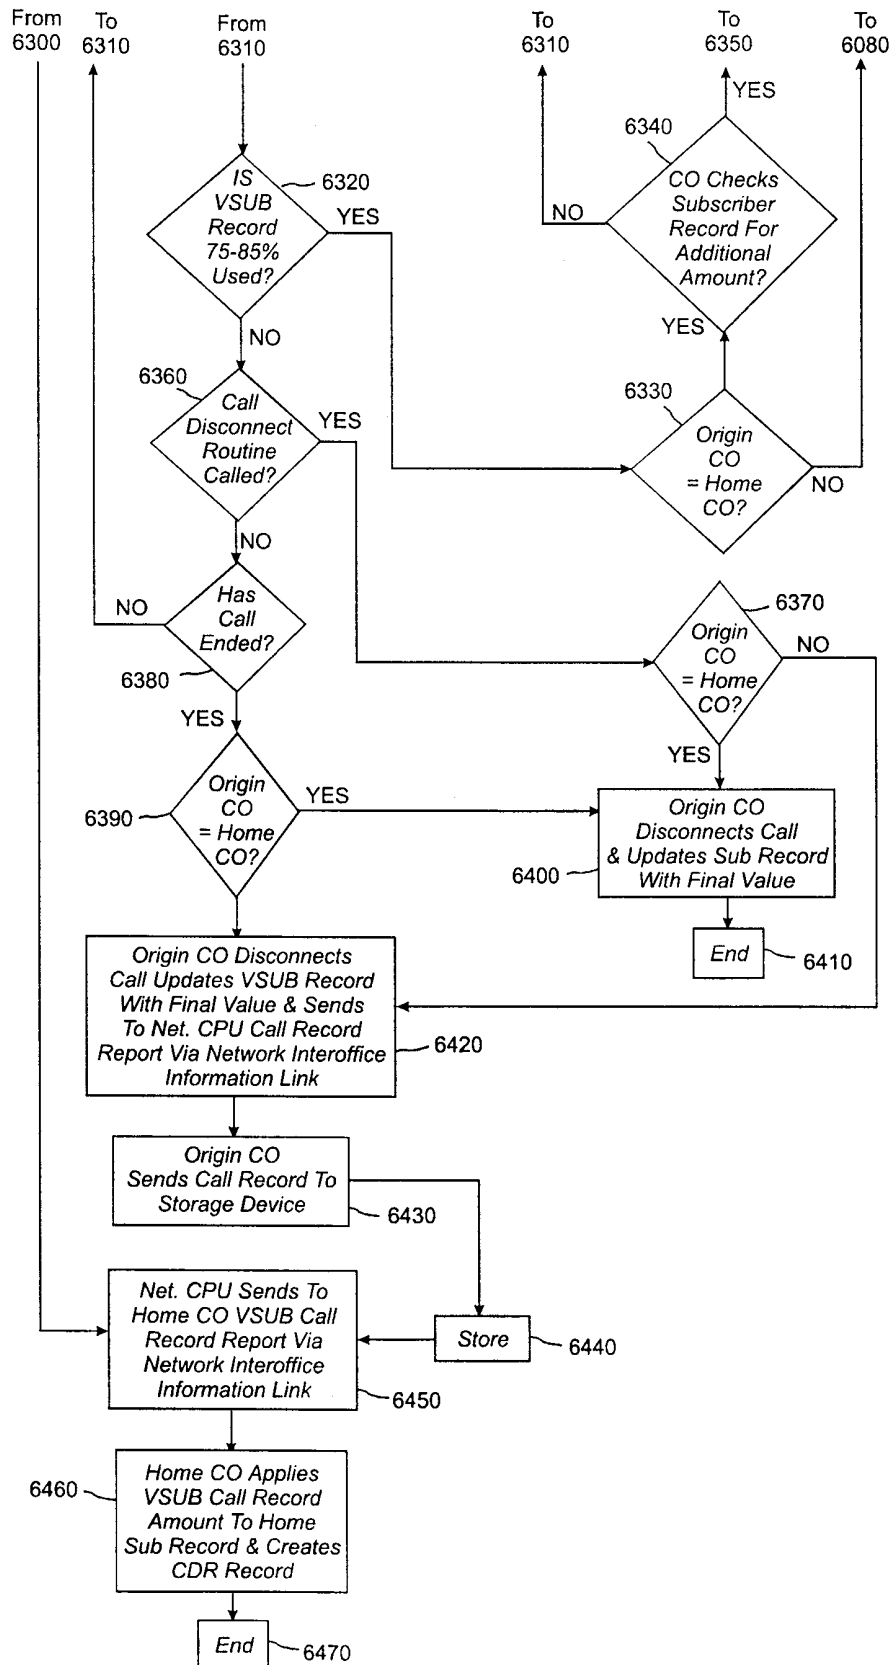 From
6300
To
6310
From
6310
To
6310
To
6350
To
6080
YES
6340
CO Checks
Subscriber
Record For
Additional
Amount?
NO
YES
IS
VSUB
Record
75-85%
Used?
6320
YES
NO
6330
Origin
CO
= Home
CO?
NO
6360
Call
Disconnect
Routine
Called?
YES
NO
Has
Call
Ended?
NO
6380
YES
6370
Origin
CO
= Home
CO?
NO
YES
6390
Origin
CO
= Home
CO?
YES
Origin CO
Disconnects Call
& Updates Sub Record
With Final Value
6400
End
6410
Origin CO Disconnects
Call Updates VSUB Record
With Final Value & Sends
To Net. CPU Call Record
Report Via Network Interoffice
Information Link
6420
Origin CO
Sends Call Record To
Storage Device
6430
Store
6440
Net. CPU Sends To
Home CO VSUB Call
Record Report Via
Network Interoffice
Information Link
6450
6460
Home CO Applies
VSUB Call Record
Amount To Home
Sub Record & Creates
CDR Record
End
6470